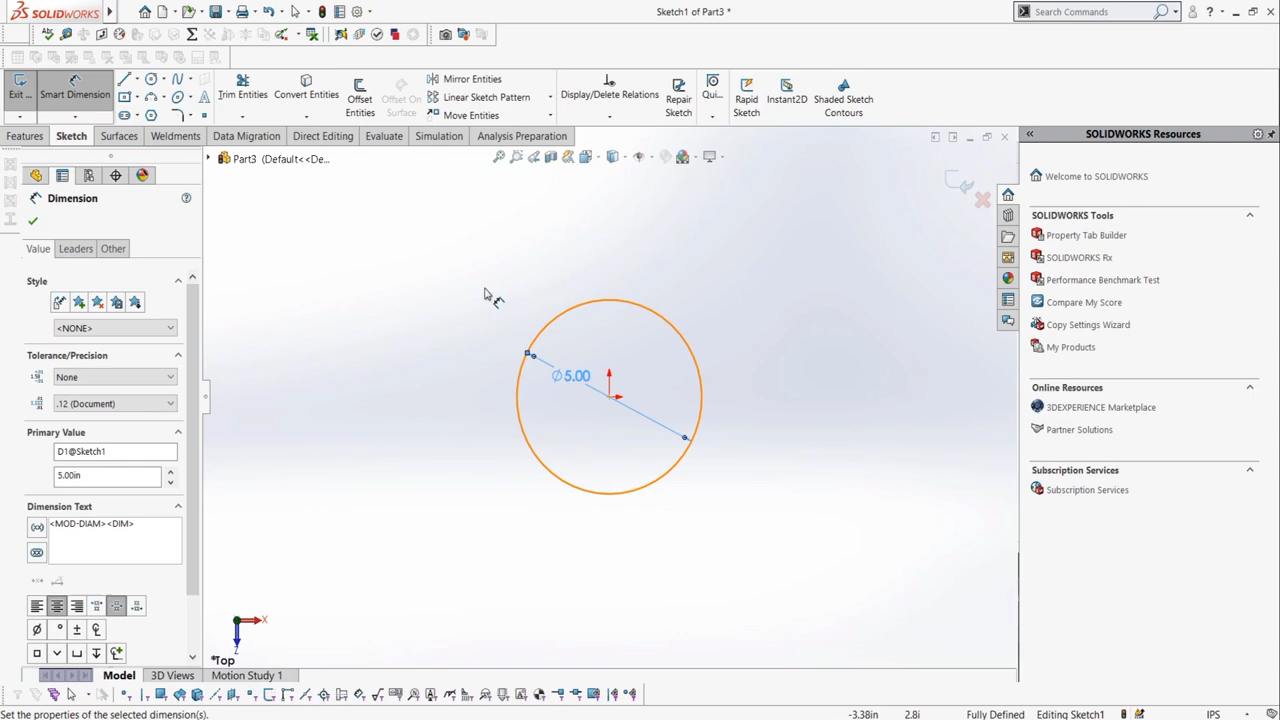 SOLIDWORKS
Sketch1 of Part3 *
Search Commands
Exit ...
Smart Dimension
Trim Entities
Convert Entities
Offset Entities
Offset On Surface
Mirror Entities
Linear Sketch Pattern
Move Entities
Display/Delete Relations
Repair Sketch
Qui...
Rapid Sketch
Instant2D
Shaded Sketch Contours
Features
Sketch
Surfaces
Weldments
Data Migration
Direct Editing
Evaluate
Simulation
Analysis Preparation
SOLIDWORKS Resources
Part3 (Default<<De...
Dimension
Value
Leaders
Other
Style
<NONE>
Tolerance/Precision
None
.12 (Document)
Primary Value
D1@Sketch1
5.00in
Dimension Text
<MOD-DIAM><DIM>
∅5.00
X
Z
*Top
Welcome to SOLIDWORKS
SOLIDWORKS Tools
Property Tab Builder
SOLIDWORKS Rx
Performance Benchmark Test
Compare My Score
Copy Settings Wizard
My Products
Online Resources
3DEXPERIENCE Marketplace
Partner Solutions
Subscription Services
Subscription Services
Model
3D Views
Motion Study 1
Set the properties of the selected dimension(s).
-3.38in
2.8i
Fully Defined
Editing Sketch1
IPS